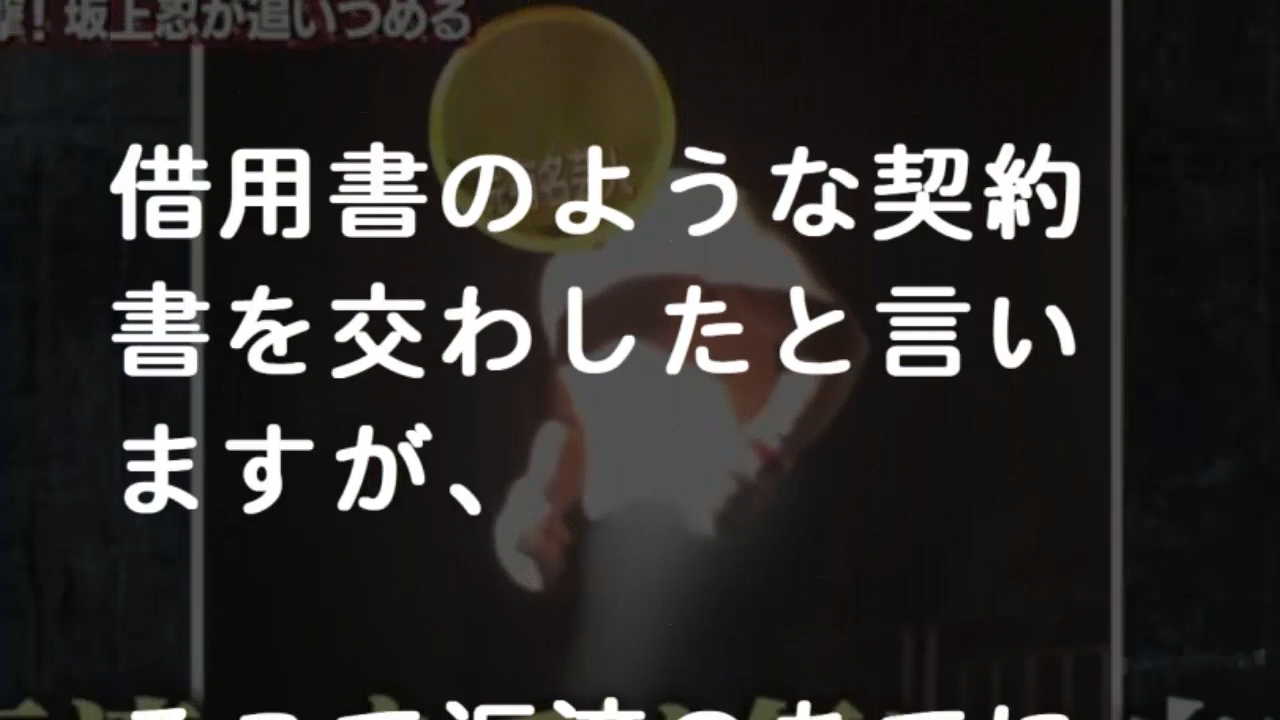 撃！坂上忍が追いつめる
借用書のような契約
書を交わしたと言い
ますが、